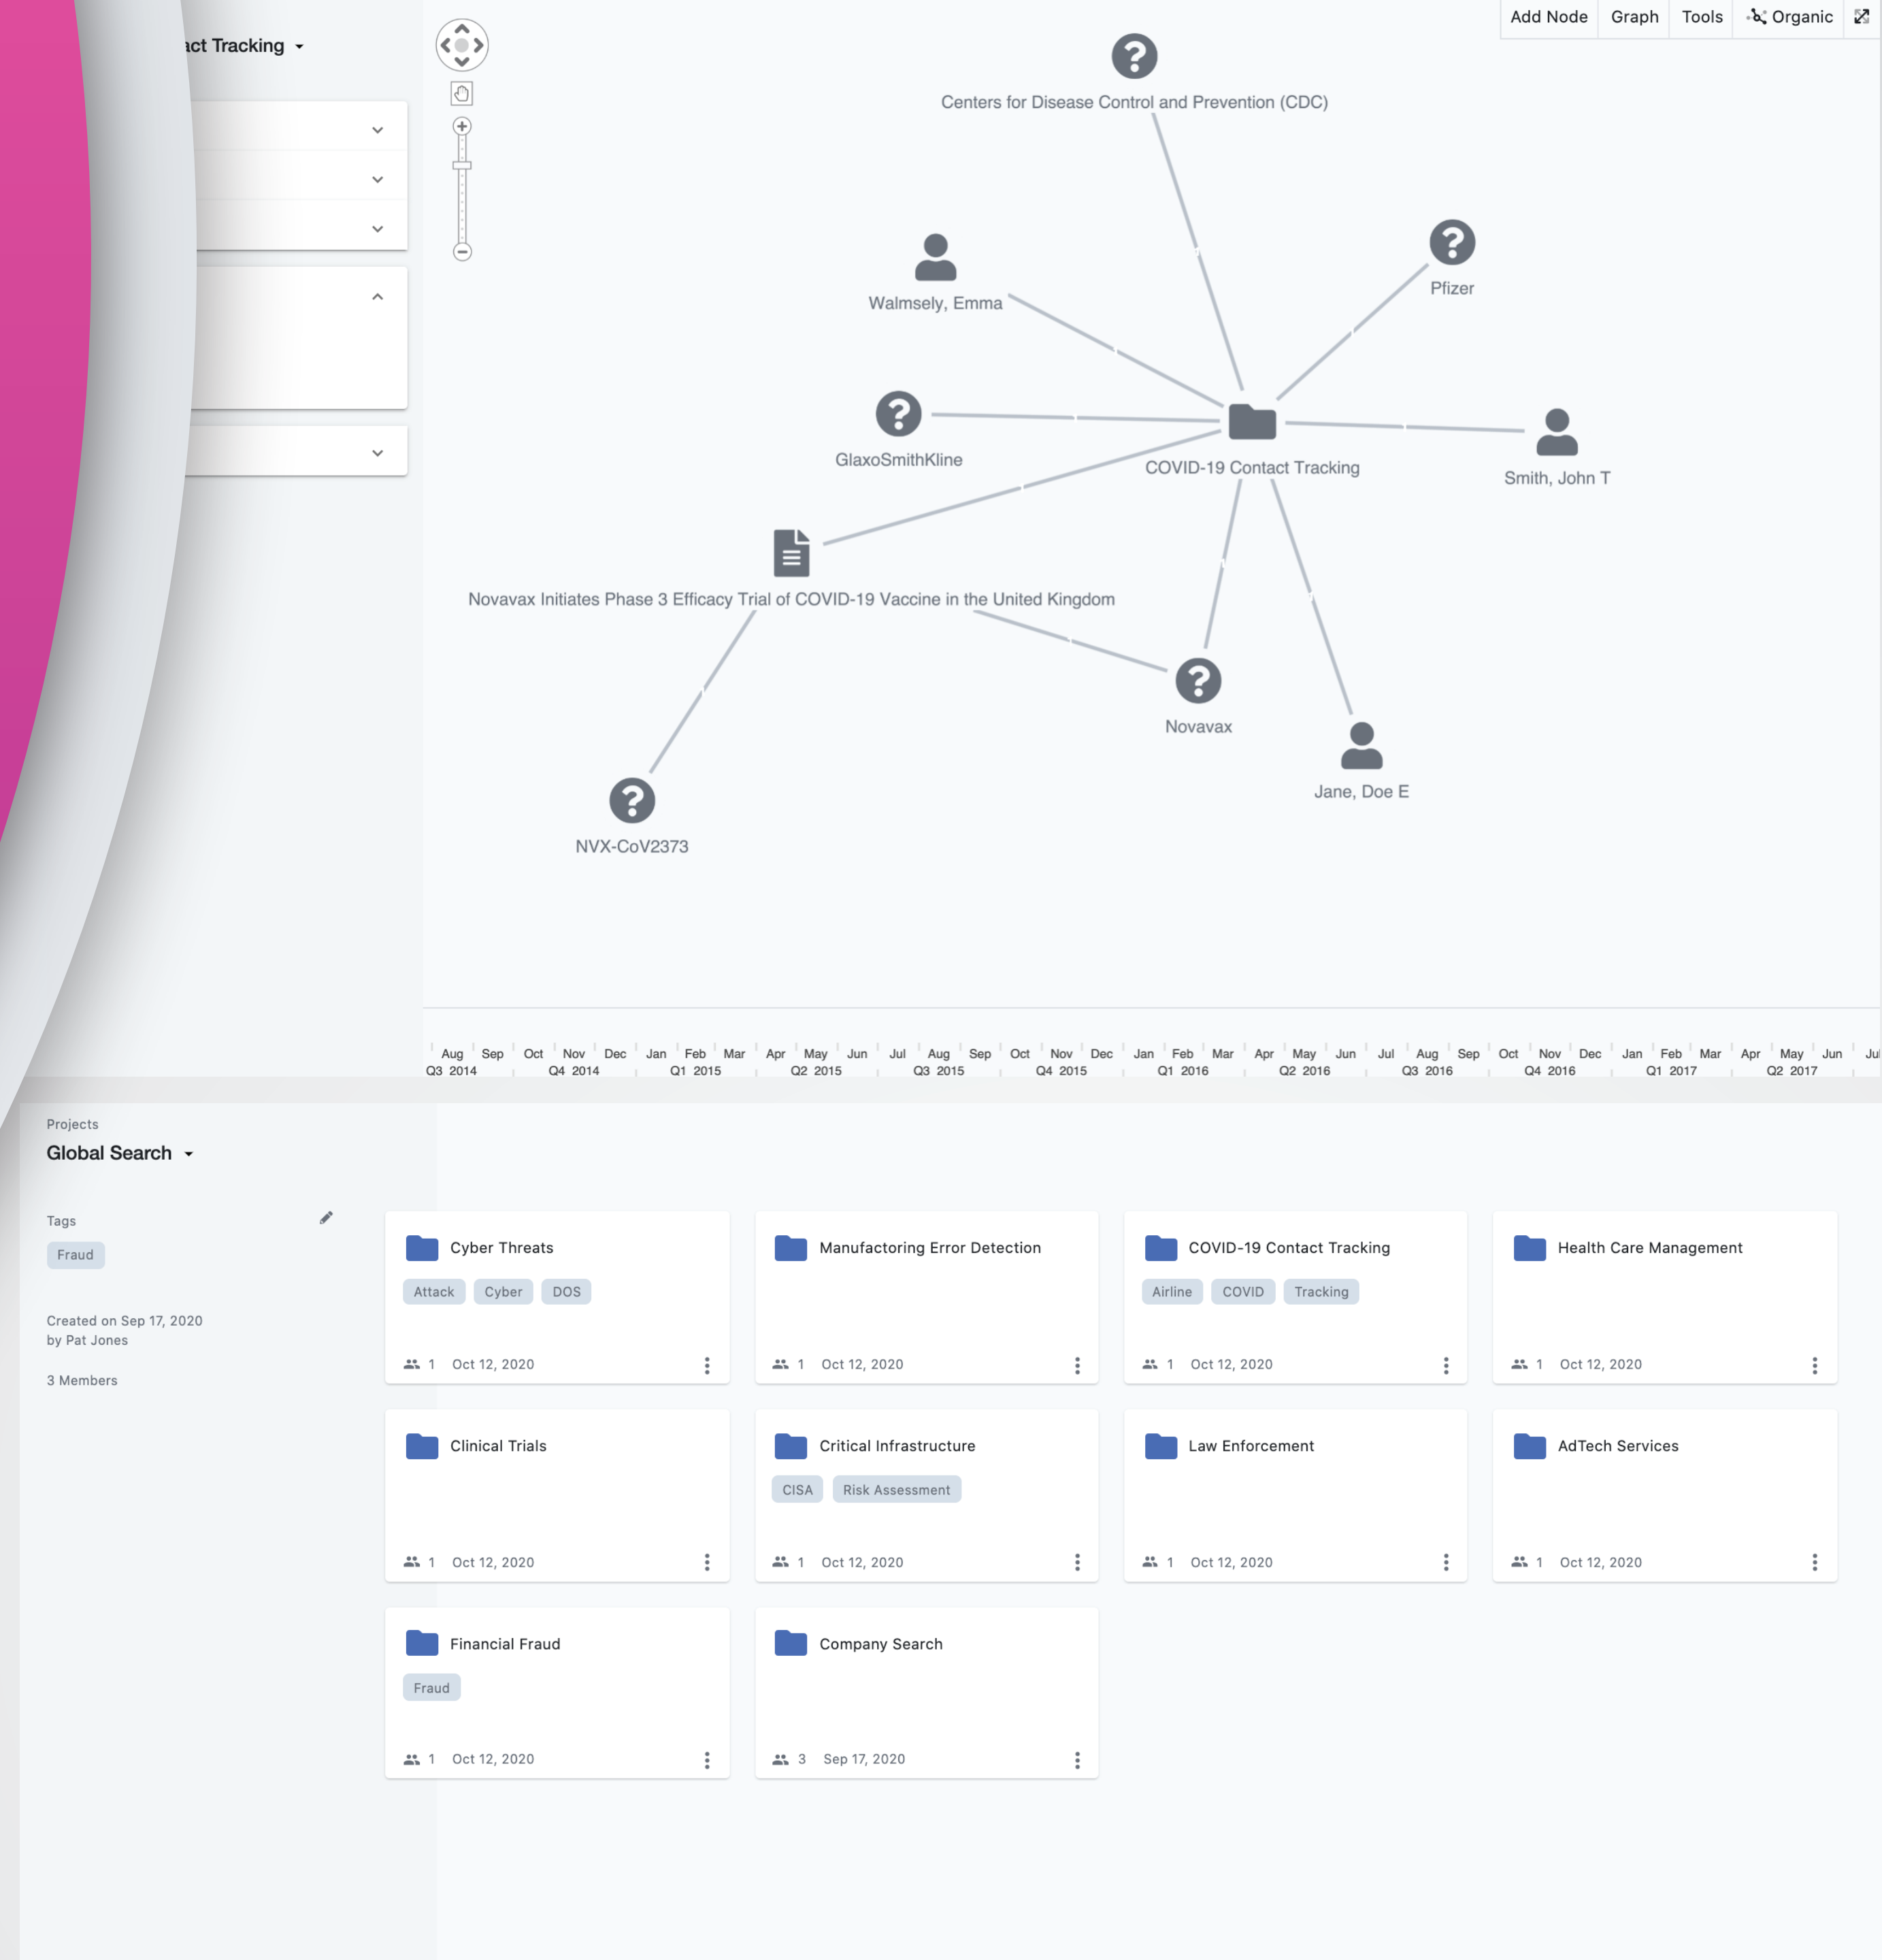 act Tracking
Add Node
Graph
Tools
Organic
Centers for Disease Control and Prevention (CDC)
Walmsely, Emma
Pfizer
GlaxoSmithKline
COVID-19 Contact Tracking
Smith, John T
Novavax Initiates Phase 3 Efficacy Trial of COVID-19 Vaccine in the United Kingdom
Novavax
Jane, Doe E
NVX-CoV2373
Aug Sep Oct Nov Dec Jan Feb Mar Apr May Jun Jul Aug Sep Oct Nov Dec Jan Feb Mar Apr May Jun Jul Aug Sep Oct Nov Dec Jan Feb Mar Apr May Jun Jul
Q3 2014 Q4 2014 Q1 2015 Q2 2015 Q3 2015 Q4 2015 Q1 2016 Q2 2016 Q3 2016 Q4 2016 Q1 2017 Q2 2017
Projects
Global Search
Tags
Fraud
Created on Sep 17, 2020
by Pat Jones
3 Members
Cyber Threats
Attack Cyber DOS
1 Oct 12, 2020
Manufactoring Error Detection
1 Oct 12, 2020
COVID-19 Contact Tracking
Airline COVID Tracking
1 Oct 12, 2020
Health Care Management
1 Oct 12, 2020
Clinical Trials
1 Oct 12, 2020
Critical Infrastructure
CISA Risk Assessment
1 Oct 12, 2020
Law Enforcement
1 Oct 12, 2020
AdTech Services
1 Oct 12, 2020
Financial Fraud
Fraud
1 Oct 12, 2020
Company Search
3 Sep 17, 2020